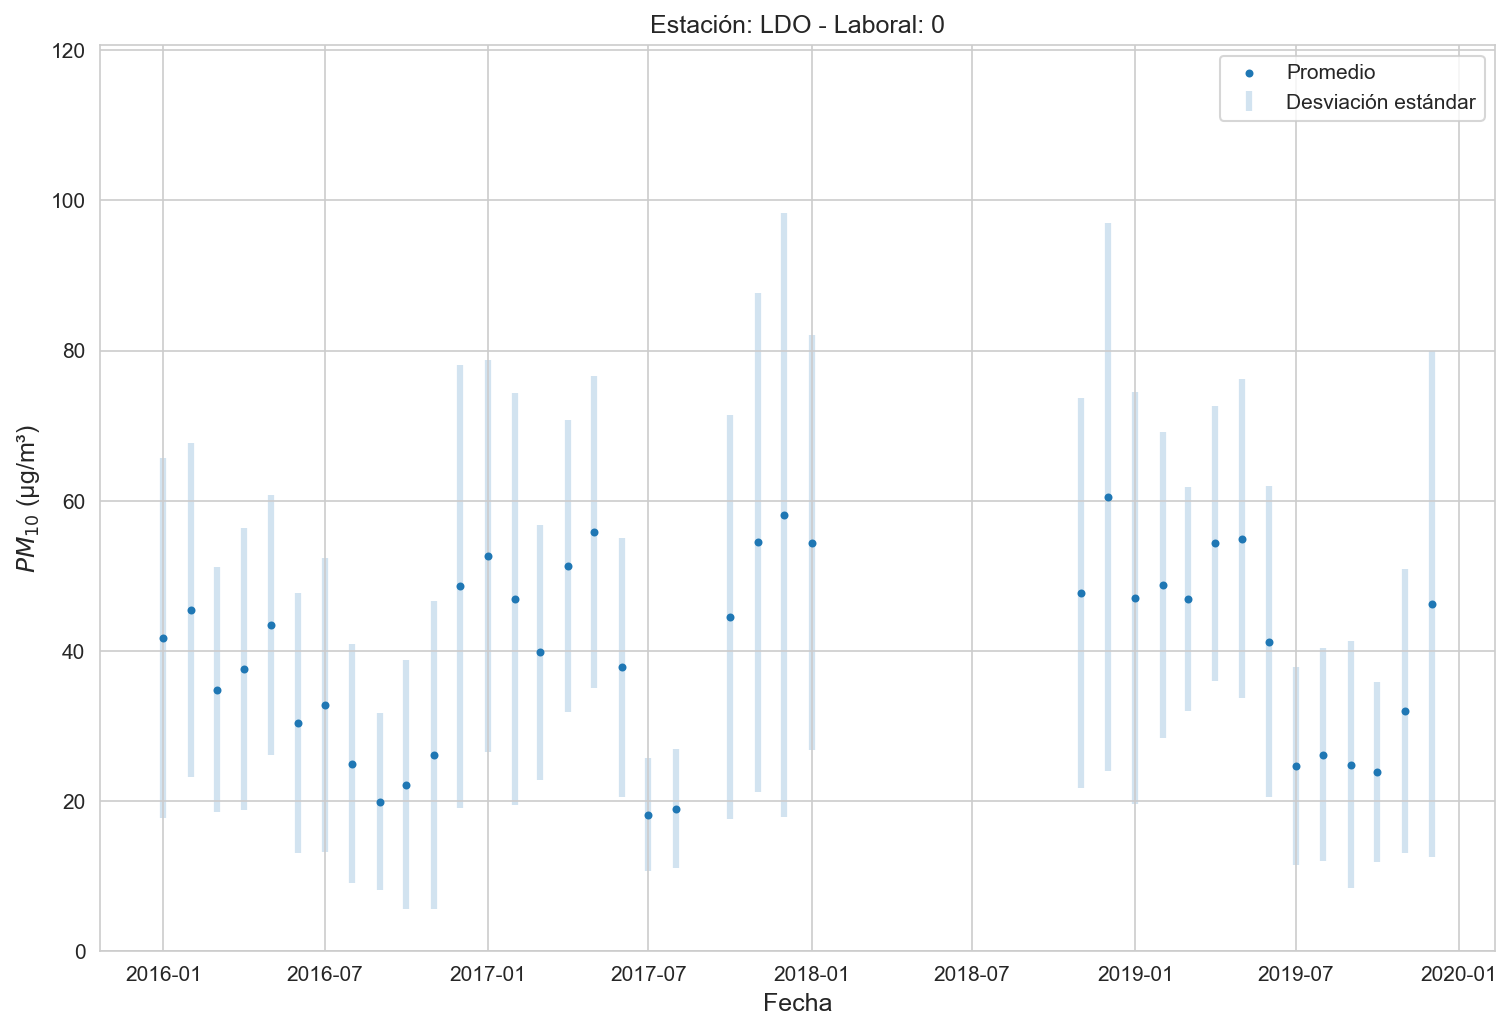 Estación: LDO - Laboral: 0
Promedio
Desviación estándar
120
100
80
60
40
20
0
PM₁₀ (µg/m³)
2016-01 2016-07 2017-01 2017-07 2018-01 2018-07 2019-01 2019-07 2020-01
Fecha